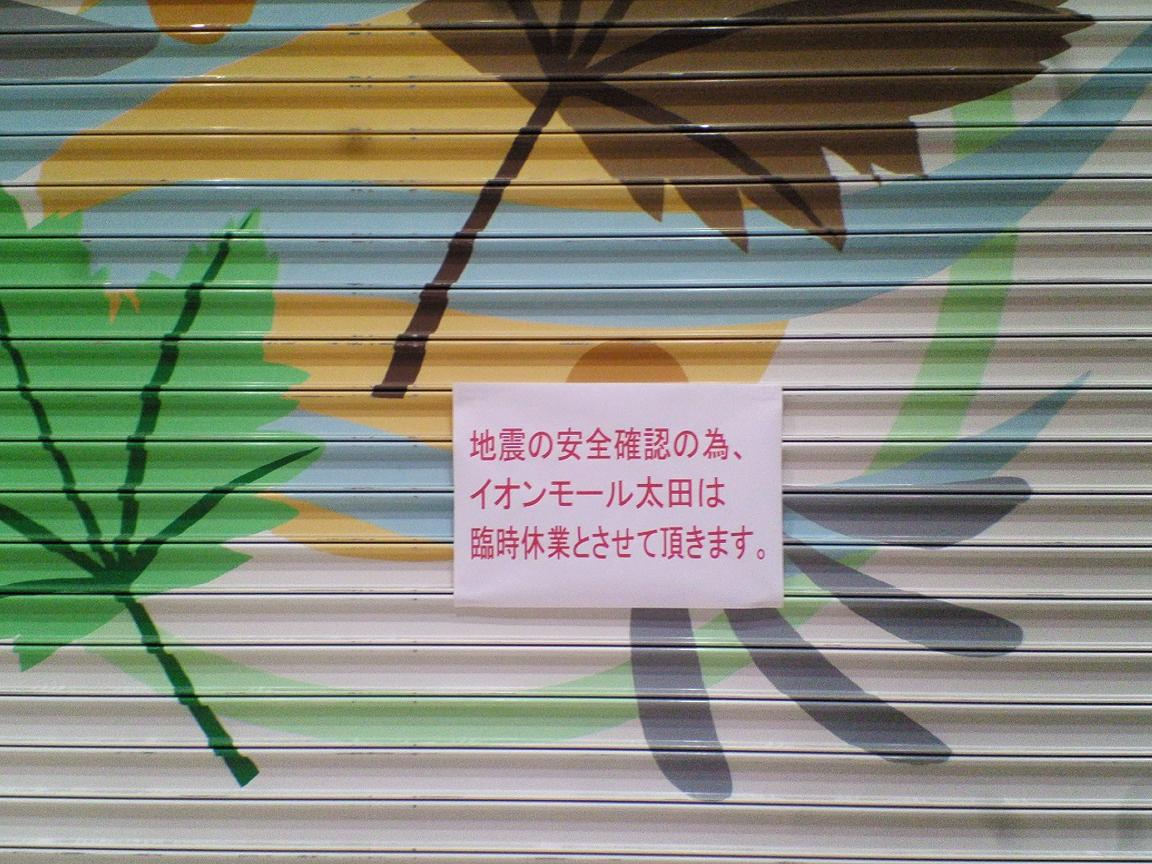 地震の安全確認の為、
イオンモール太田は
臨時休業とさせて頂きます。